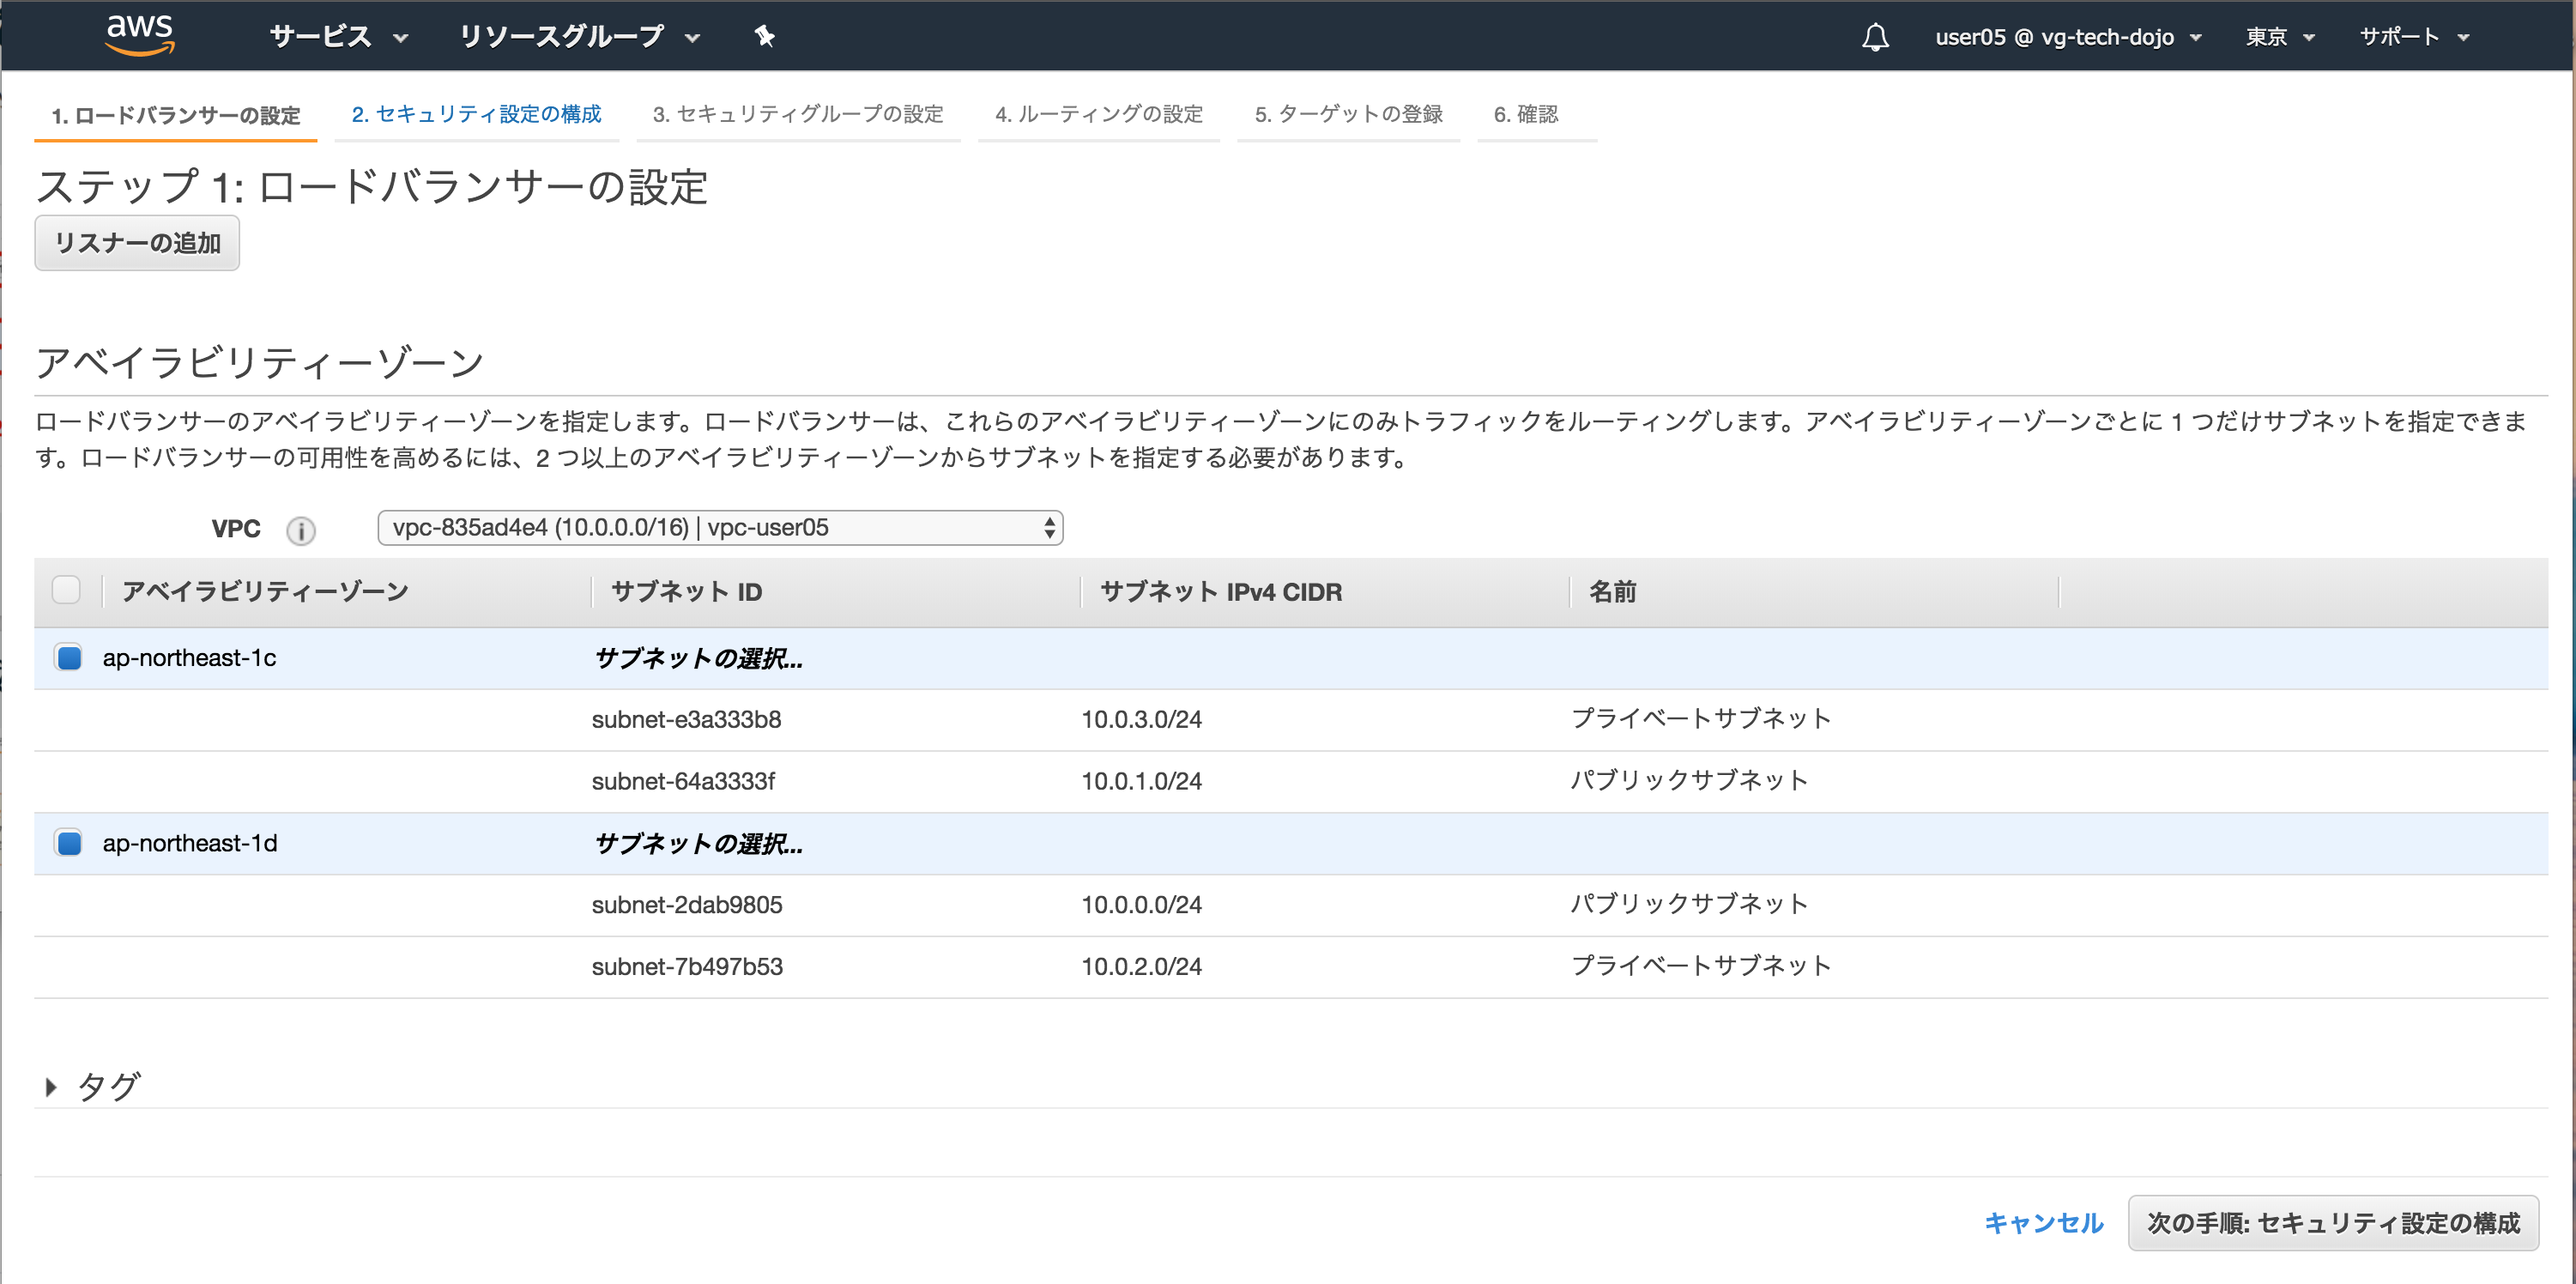 aws サービス リソースグループ user05 @ vg-tech-dojo 東京 サポート
1. ロードバランサーの設定 2. セキュリティ設定の構成 3. セキュリティグループの設定 4. ルーティングの設定 5. ターゲットの登録 6. 確認
ステップ 1: ロードバランサーの設定
リスナーの追加
アベイラビリティーゾーン
ロードバランサーのアベイラビリティーゾーンを指定します。ロードバランサーは、これらのアベイラビリティーゾーンにのみトラフィックをルーティングします。アベイラビリティーゾーンごとに 1 つだけサブネットを指定できま
す。ロードバランサーの可用性を高めるには、2 つ以上のアベイラビリティーゾーンからサブネットを指定する必要があります。
VPC i vpc-835ad4e4 (10.0.0.0/16) | vpc-user05
アベイラビリティーゾーン サブネット ID サブネット IPv4 CIDR 名前
ap-northeast-1c サブネットの選択...
subnet-e3a333b8 10.0.3.0/24 プライベートサブネット
subnet-64a3333f 10.0.1.0/24 パブリックサブネット
ap-northeast-1d サブネットの選択...
subnet-2dab9805 10.0.0.0/24 パブリックサブネット
subnet-7b497b53 10.0.2.0/24 プライベートサブネット
タグ
キャンセル 次の手順: セキュリティ設定の構成